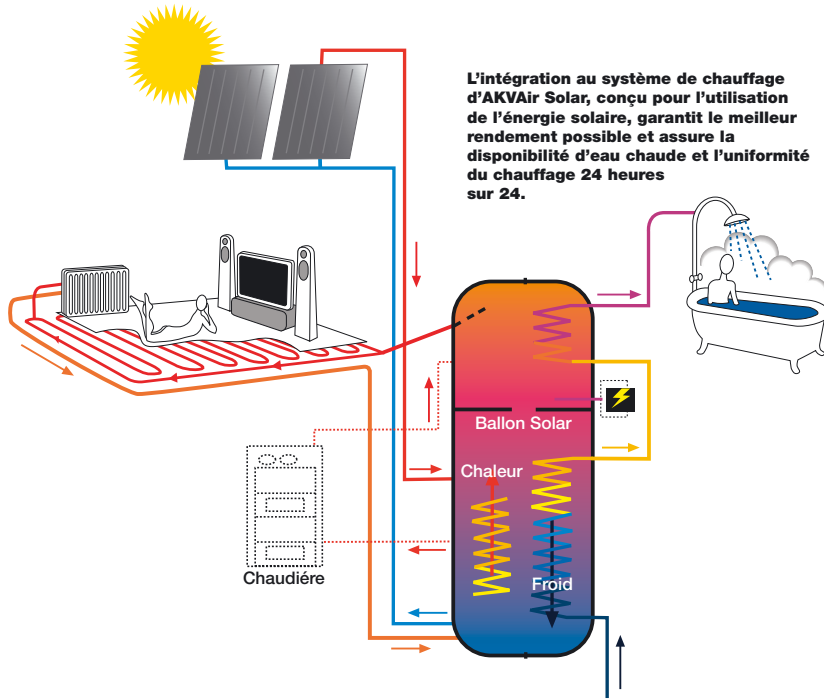 L'intégration au système de chauffage
d'AKVAir Solar, conçu pour l'utilisation
de l'énergie solaire, garantit le meilleur
rendement possible et assure la
disponibilité d'eau chaude et l'uniformité
du chauffage 24 heures
sur 24.
Ballon Solar
Chaleur
Chaudiére
Froid